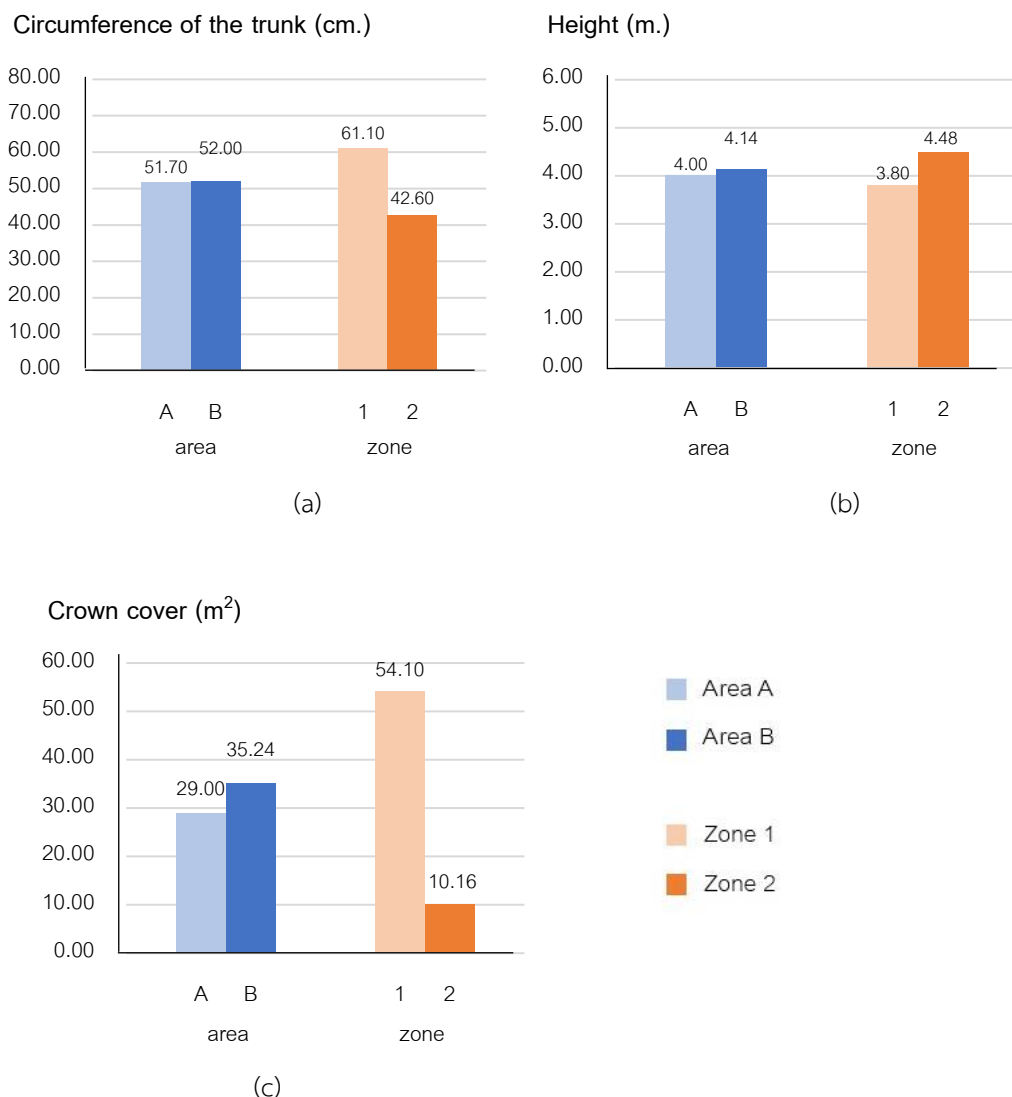 Circumference of the trunk (cm.)
80.00
70.00
60.00
50.00
40.00
30.00
20.00
10.00
0.00
51.70
52.00
61.10
42.60
A B 1 2
area zone
(a)
Height (m.)
6.00
5.00
4.00
3.00
2.00
1.00
0.00
4.00
4.14
3.80
4.48
A B 1 2
area zone
(b)
Crown cover (m²)
60.00
50.00
40.00
30.00
20.00
10.00
0.00
29.00
35.24
54.10
10.16
A B 1 2
area zone
(c)
Area A
Area B
Zone 1
Zone 2